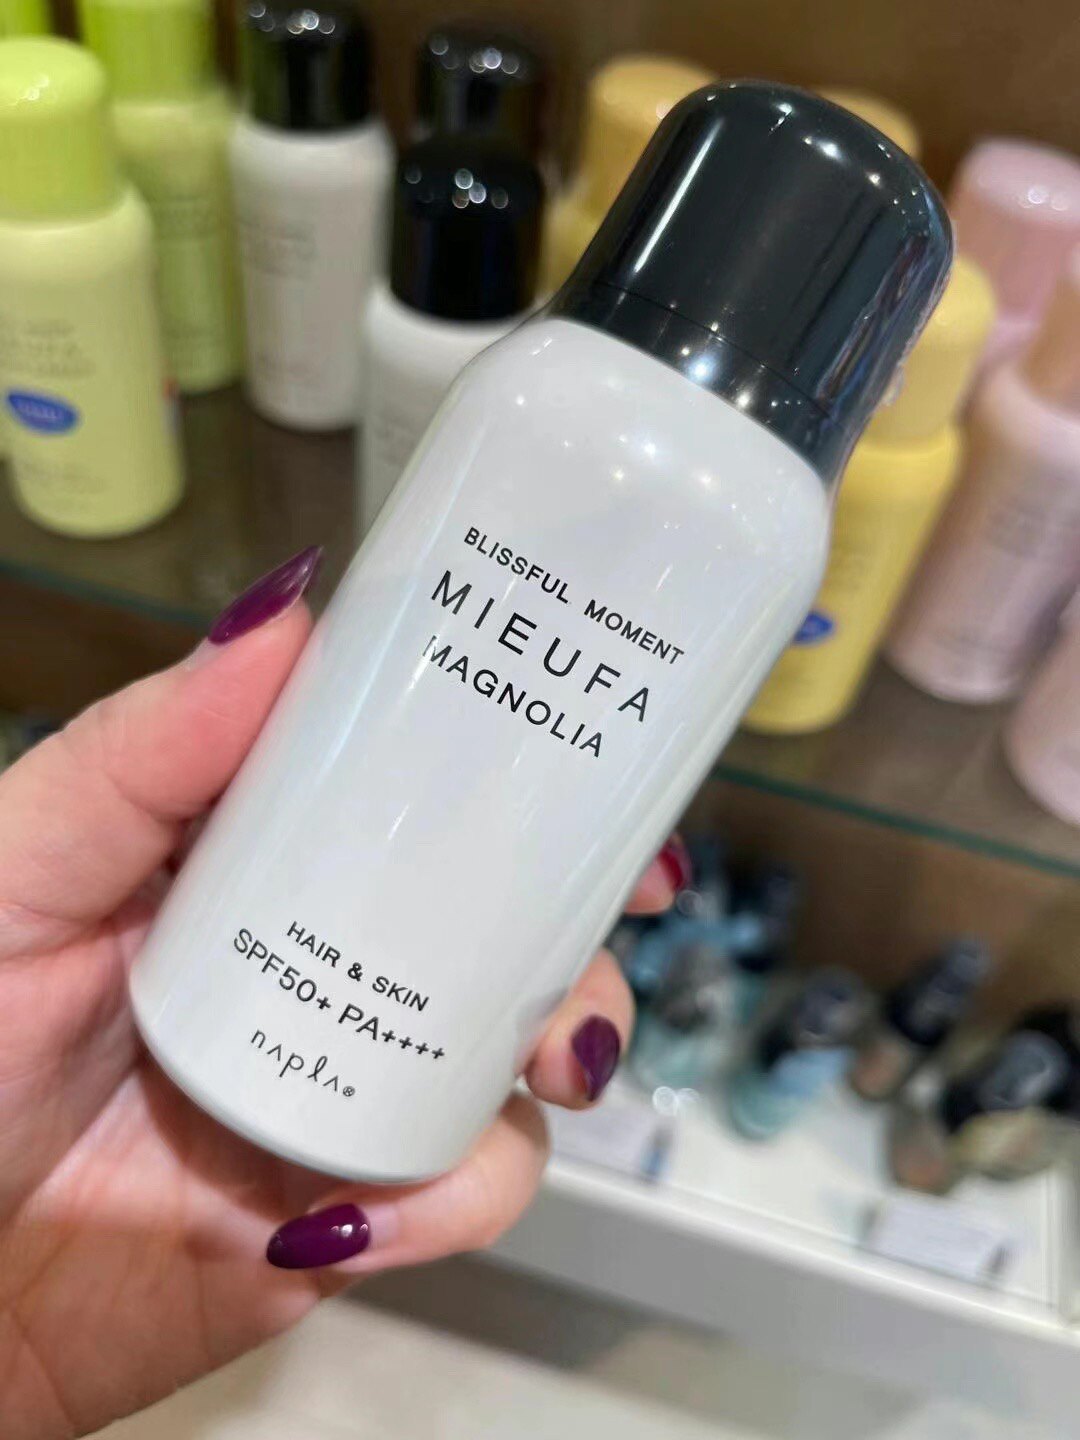 BLISSFUL MOMENT
MIEUFA
MAGNOLIA
HAIR & SKIN
SPF50+ PA++++
napla®